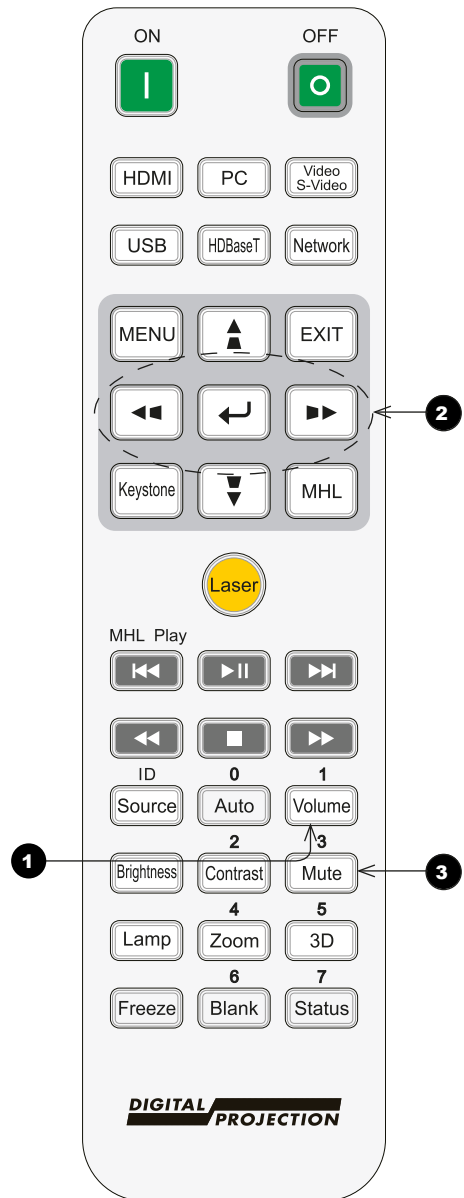 ON OFF
HDMI PC Video
S-Video
USB HDBaseT Network
MENU EXIT
2
Keystone MHL
Laser
MHL Play
ID 0 1
Source Auto Volume
1 2 3
Brightness Contrast Mute 3
4 5
Lamp Zoom 3D
6 7
Freeze Blank Status
DIGITAL
PROJECTION